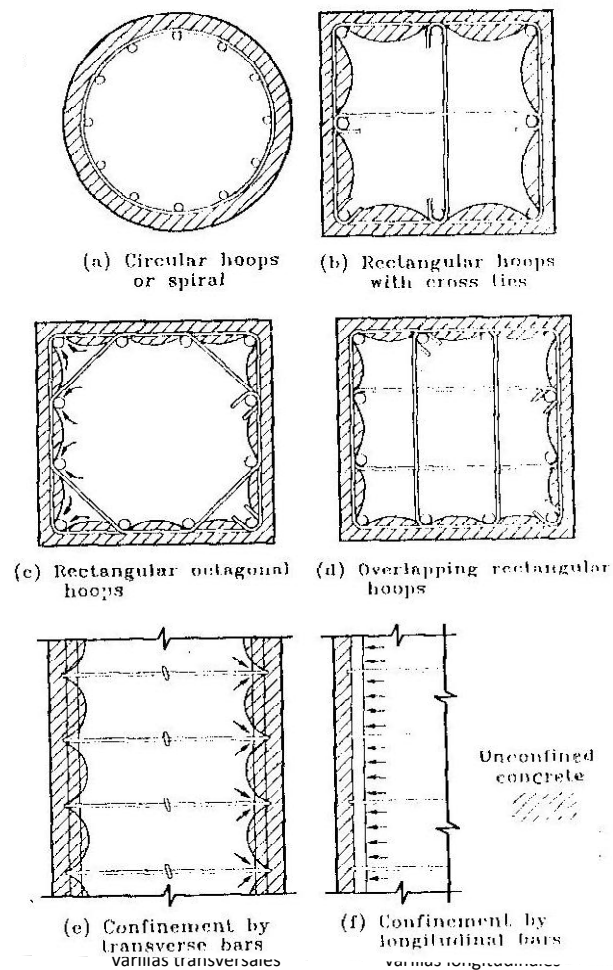 (a) Circular hoops
or spiral
(b) Rectangular hoops
with cross ties
(c) Rectangular octagonal
hoops
(d) Overlapping rectangular
hoops
Unconfined
concrete
(e) Confinement by
transverse bars
Varillas transversales
(f) Confinement by
longitudinal bars
Varillas longitudinales